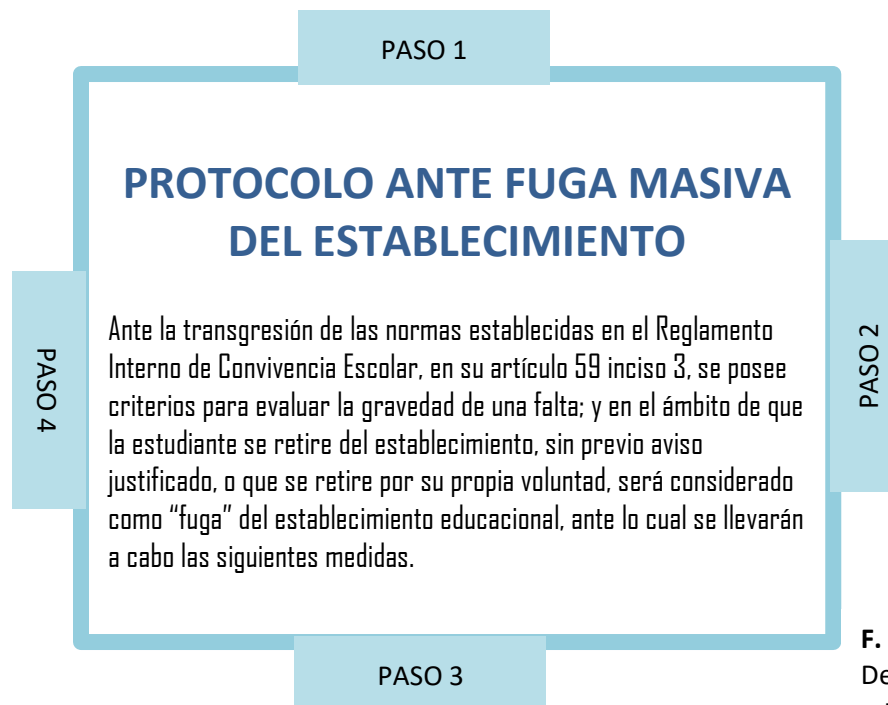 PASO 1
PROTOCOLO ANTE FUGA MASIVA
DEL ESTABLECIMIENTO
Ante la transgresión de las normas establecidas en el Reglamento
Interno de Convivencia Escolar, en su artículo 59 inciso 3, se posee
criterios para evaluar la gravedad de una falta; y en el ámbito de que
la estudiante se retire del establecimiento, sin previo aviso
justificado, o que se retire por su propia voluntad, será considerado
como “fuga” del establecimiento educacional, ante lo cual se llevarán
a cabo las siguientes medidas.
PASO 2
PASO 3
PASO 4
F.
De